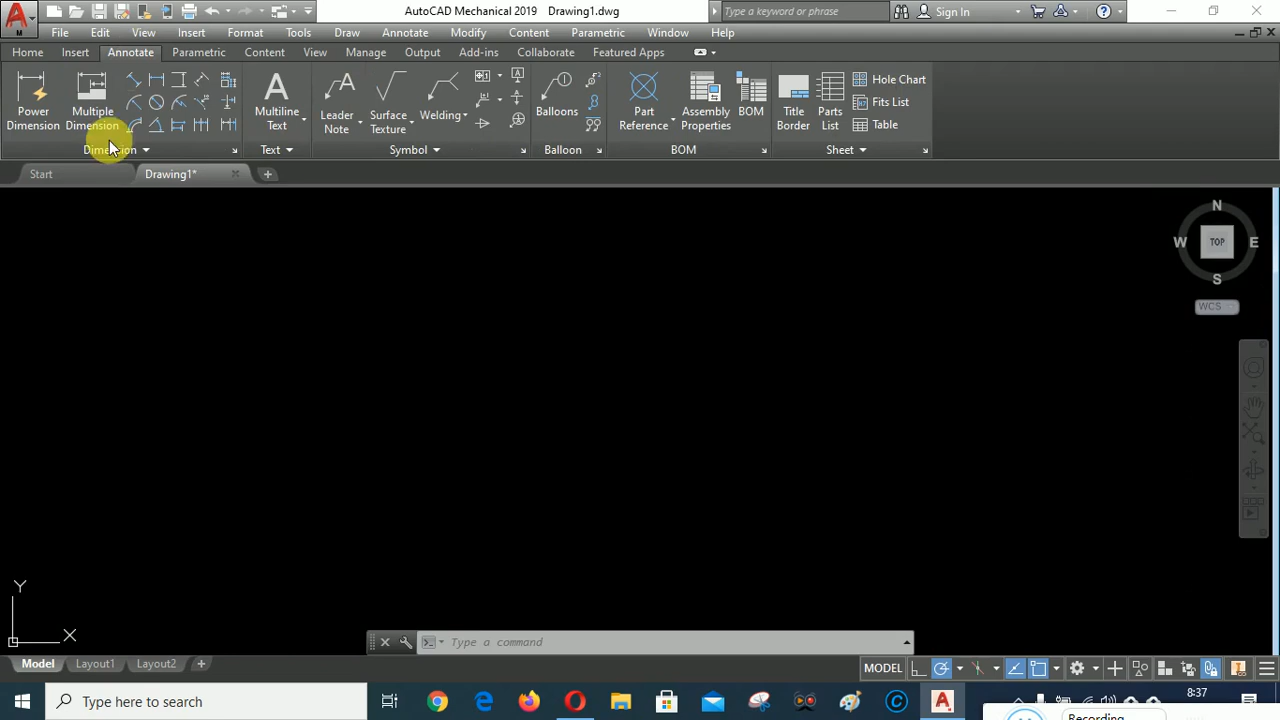 AutoCAD Mechanical 2019 Drawing1.dwg
Type a keyword or phrase
Sign In
File Edit View Insert Format Tools Draw Annotate Modify Content Parametric Window Help
Home Insert Annotate Parametric Content View Manage Output Add-ins Collaborate Featured Apps
Power Dimension
Multiple Dimension
Multiline Text
Leader Note
Surface Texture
Welding
Balloons
Part Reference
Assembly Properties
BOM
Title Border
Parts List
Hole Chart
Fits List
Table
Dimension Text Symbol Balloon BOM Sheet
Start Drawing1*
N
W TOP E
S
WCS
Y
X
Type a command
Model Layout1 Layout2
MODEL
Type here to search
8:37
Recording